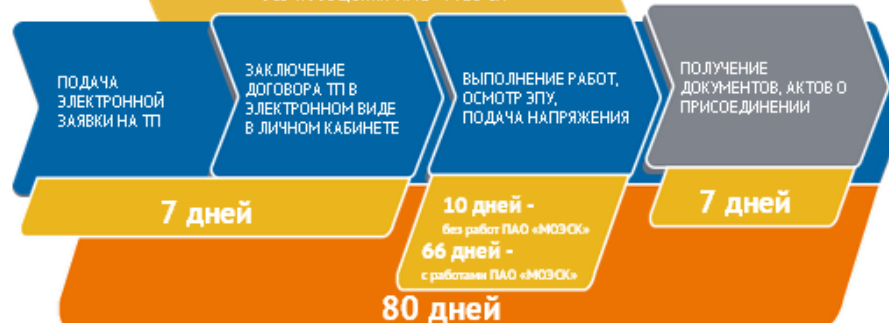 ПОДАЧА
ЭЛЕКТРОННОЙ
ЗАЯВКИ НА ТП
ЗАКЛЮЧЕНИЕ
ДОГОВОРА ТП В
ЭЛЕКТРОННОМ ВИДЕ
В ЛИЧНОМ КАБИНЕТЕ
ВЫПОЛНЕНИЕ РАБОТ,
ОСМОТР ЭПУ,
ПОДАЧА НАПРЯЖЕНИЯ
ПОЛУЧЕНИЕ
ДОКУМЕНТОВ, АКТОВ О
ПРИСОЕДИНЕНИИ
7 дней
10 дней -
без работ ПАО «МОЭСК»
66 дней -
с работами ПАО «МОЭСК»
7 дней
80 дней